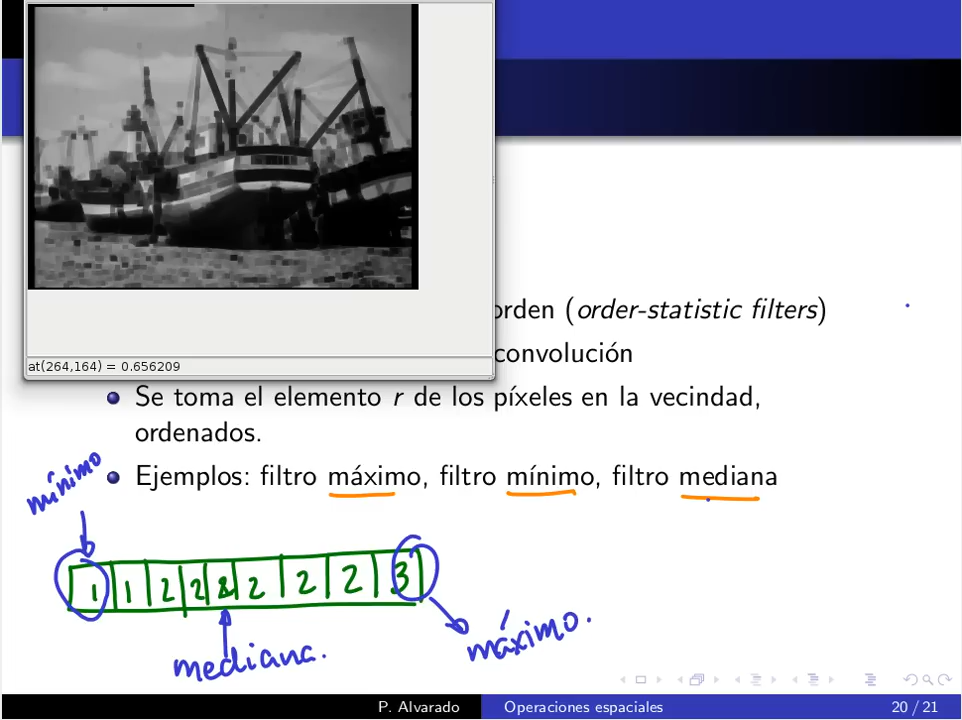 orden (order-statistic filters)
convolución
at(264,164) = 0.656209
Se toma el elemento r de los píxeles en la vecindad,
ordenados.
mínimo
Ejemplos: filtro máximo, filtro mínimo, filtro mediana
1 1 2 2 2 2 2 2 3
mediana.
máximo.
P. Alvarado Operaciones espaciales 20 / 21